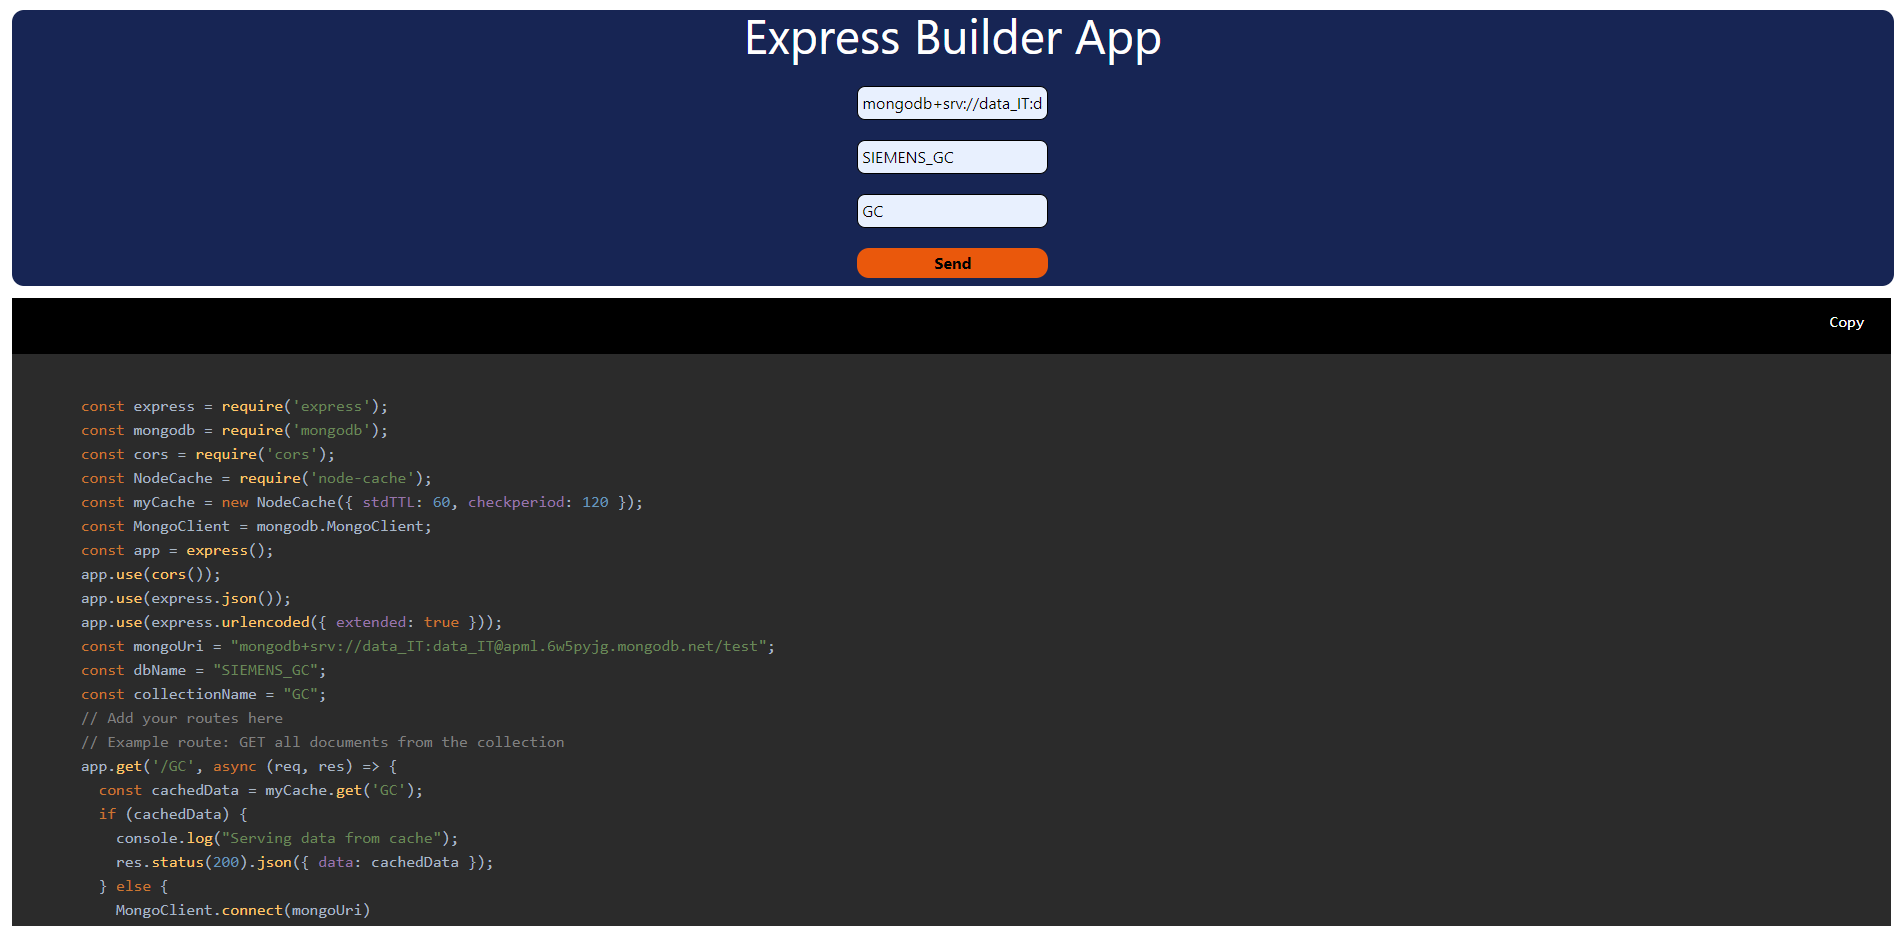 Express Builder App
mongodb+srv://data_IT:d
SIEMENS_GC
GC
Send
Copy
const express = require('express');
const mongodb = require('mongodb');
const cors = require('cors');
const NodeCache = require('node-cache');
const myCache = new NodeCache({ stdTTL: 60, checkperiod: 120 });
const MongoClient = mongodb.MongoClient;
const app = express();
app.use(cors());
app.use(express.json());
app.use(express.urlencoded({ extended: true }));
const mongoUri = "mongodb+srv://data_IT:data_IT@apml.6w5pyjg.mongodb.net/test";
const dbName = "SIEMENS_GC";
const collectionName = "GC";
// Add your routes here
// Example route: GET all documents from the collection
app.get('/GC', async (req, res) => {
  const cachedData = myCache.get('GC');
  if (cachedData) {
    console.log("Serving data from cache");
    res.status(200).json({ data: cachedData });
  } else {
    MongoClient.connect(mongoUri)